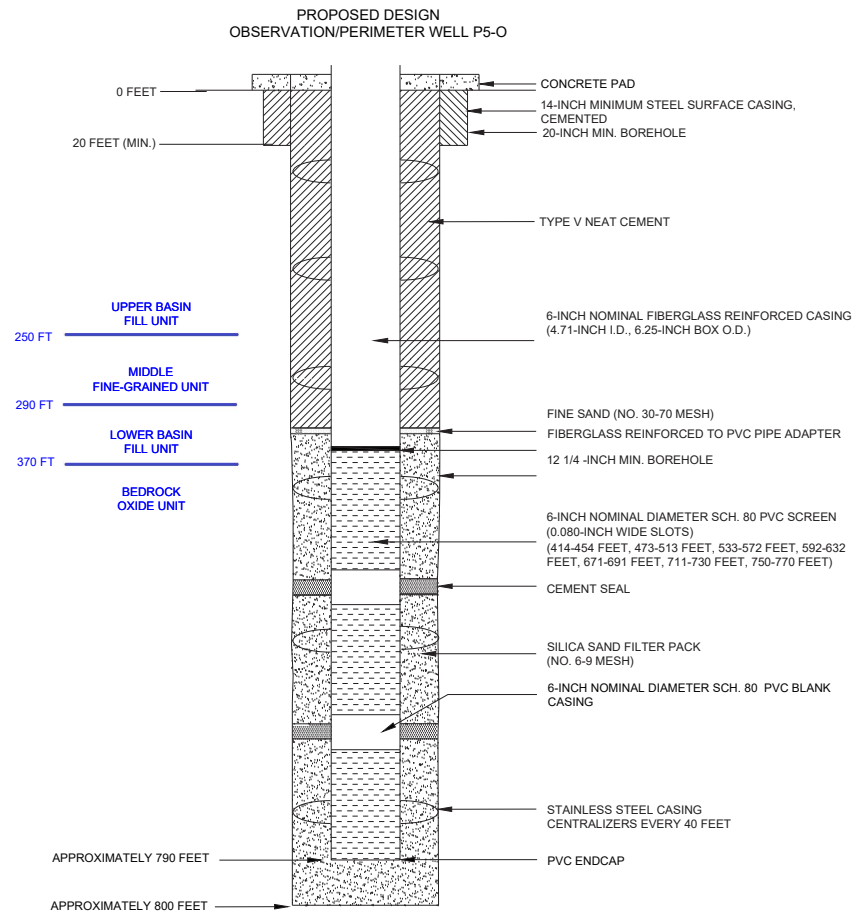 PROPOSED DESIGN
OBSERVATION/PERIMETER WELL P5-O
0 FEET
CONCRETE PAD
14-INCH MINIMUM STEEL SURFACE CASING,
CEMENTED
20-INCH MIN. BOREHOLE
20 FEET (MIN.)
TYPE V NEAT CEMENT
UPPER BASIN
FILL UNIT
250 FT
6-INCH NOMINAL FIBERGLASS REINFORCED CASING
(4.71-INCH I.D., 6.25-INCH BOX O.D.)
MIDDLE
FINE-GRAINED UNIT
290 FT
FINE SAND (NO. 30-70 MESH)
FIBERGLASS REINFORCED TO PVC PIPE ADAPTER
LOWER BASIN
FILL UNIT
370 FT
12 1/4 -INCH MIN. BOREHOLE
BEDROCK
OXIDE UNIT
6-INCH NOMINAL DIAMETER SCH. 80 PVC SCREEN
(0.080-INCH WIDE SLOTS)
(414-454 FEET, 473-513 FEET, 533-572 FEET, 592-632
FEET, 671-691 FEET, 711-730 FEET, 750-770 FEET)
CEMENT SEAL
SILICA SAND FILTER PACK
(NO. 6-9 MESH)
6-INCH NOMINAL DIAMETER SCH. 80 PVC BLANK
CASING
STAINLESS STEEL CASING
CENTRALIZERS EVERY 40 FEET
APPROXIMATELY 790 FEET
PVC ENDCAP
APPROXIMATELY 800 FEET